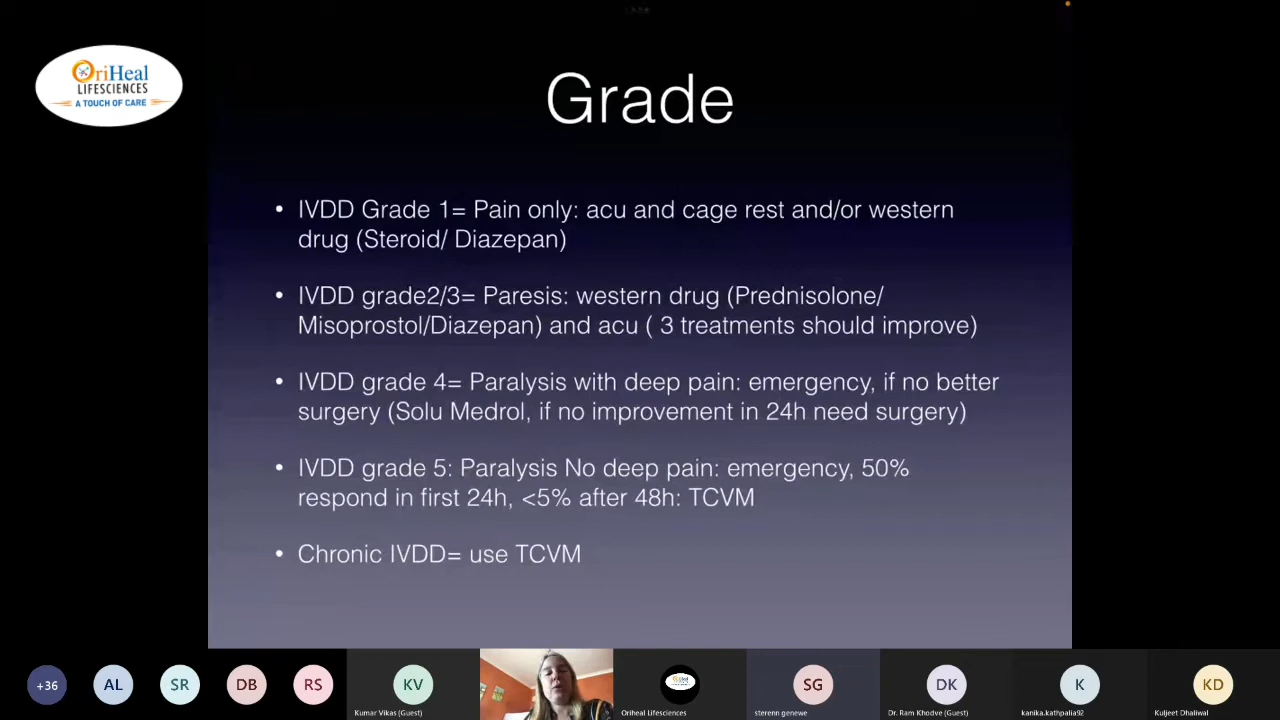 OriHeal
LIFESCIENCES
A TOUCH OF CARE
Grade
• IVDD Grade 1= Pain only: acu and cage rest and/or western
drug (Steroid/ Diazepan)
• IVDD grade2/3= Paresis: western drug (Prednisolone/
Misoprostol/Diazepan) and acu ( 3 treatments should improve)
• IVDD grade 4= Paralysis with deep pain: emergency, if no better
surgery (Solu Medrol, if no improvement in 24h need surgery)
• IVDD grade 5: Paralysis No deep pain: emergency, 50%
respond in first 24h, <5% after 48h: TCVM
• Chronic IVDD= use TCVM
+36
AL
SR
DB
RS
KV
SG
DK
K
KD
Kumar Vikas (Guest)
Oriheal Lifesciences
sterenn genewe
Dr. Ram Khodve (Guest)
kanika.kathpalia92
Kuljeet Dhaliwal